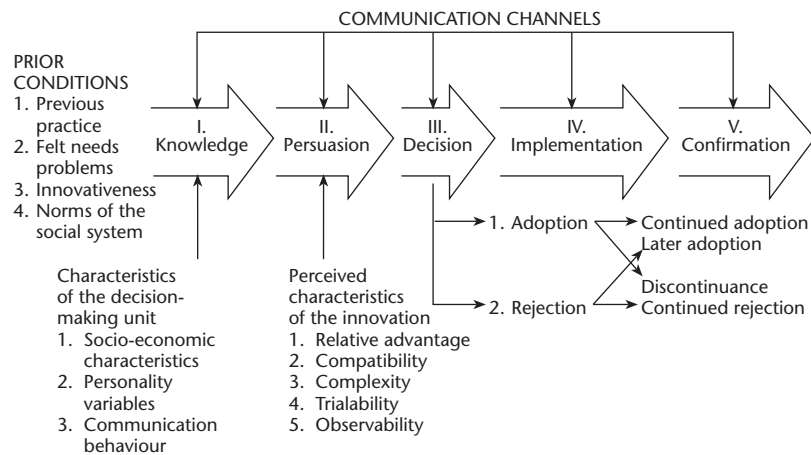 COMMUNICATION CHANNELS
PRIOR
CONDITIONS
1. Previous
practice
2. Felt needs
problems
3. Innovativeness
4. Norms of the
social system
I.
Knowledge
II.
Persuasion
III.
Decision
IV.
Implementation
V.
Confirmation
1. Adoption
2. Rejection
Continued adoption
Later adoption
Discontinuance
Continued rejection
Characteristics
of the decision-
making unit
1. Socio-economic
characteristics
2. Personality
variables
3. Communication
behaviour
Perceived
characteristics
of the innovation
1. Relative advantage
2. Compatibility
3. Complexity
4. Trialability
5. Observability